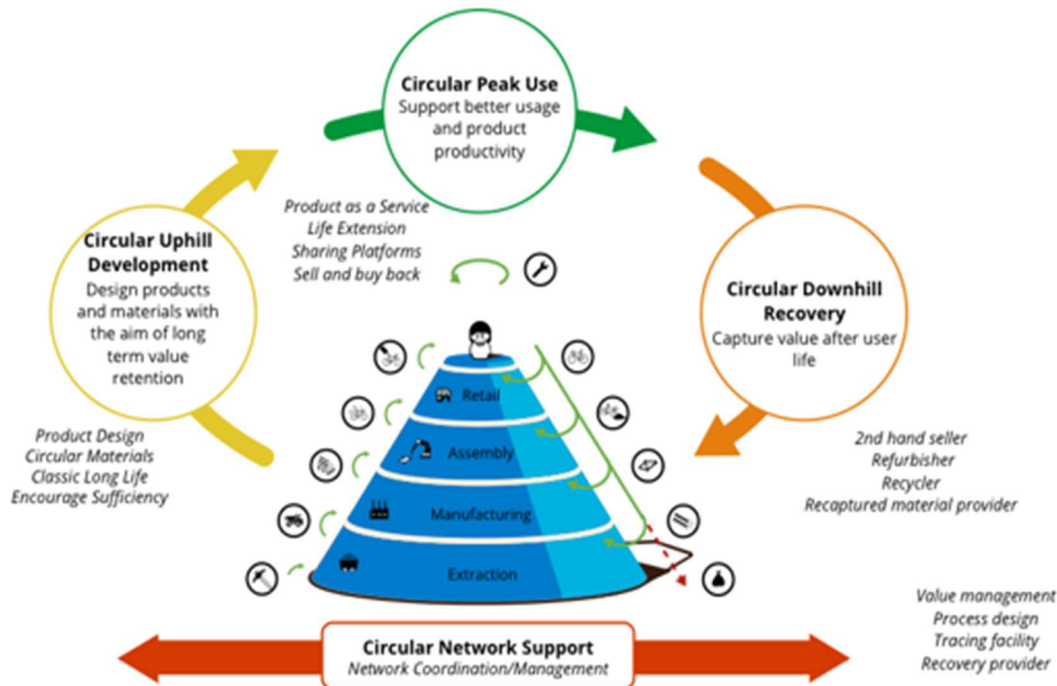 Circular Peak Use
Support better usage
and product
productivity
Product as a Service
Life Extension
Sharing Platforms
Sell and buy back
Circular Uphill
Development
Design products
and materials with
the aim of long
term value
retention
Product Design
Circular Materials
Classic Long Life
Encourage Sufficiency
Circular Downhill
Recovery
Capture value after user
life
2nd hand seller
Refurbisher
Recycler
Recaptured material provider
Retail
Assembly
Manufacturing
Extraction
Value management
Process design
Tracing facility
Recovery provider
Circular Network Support
Network Coordination/Management